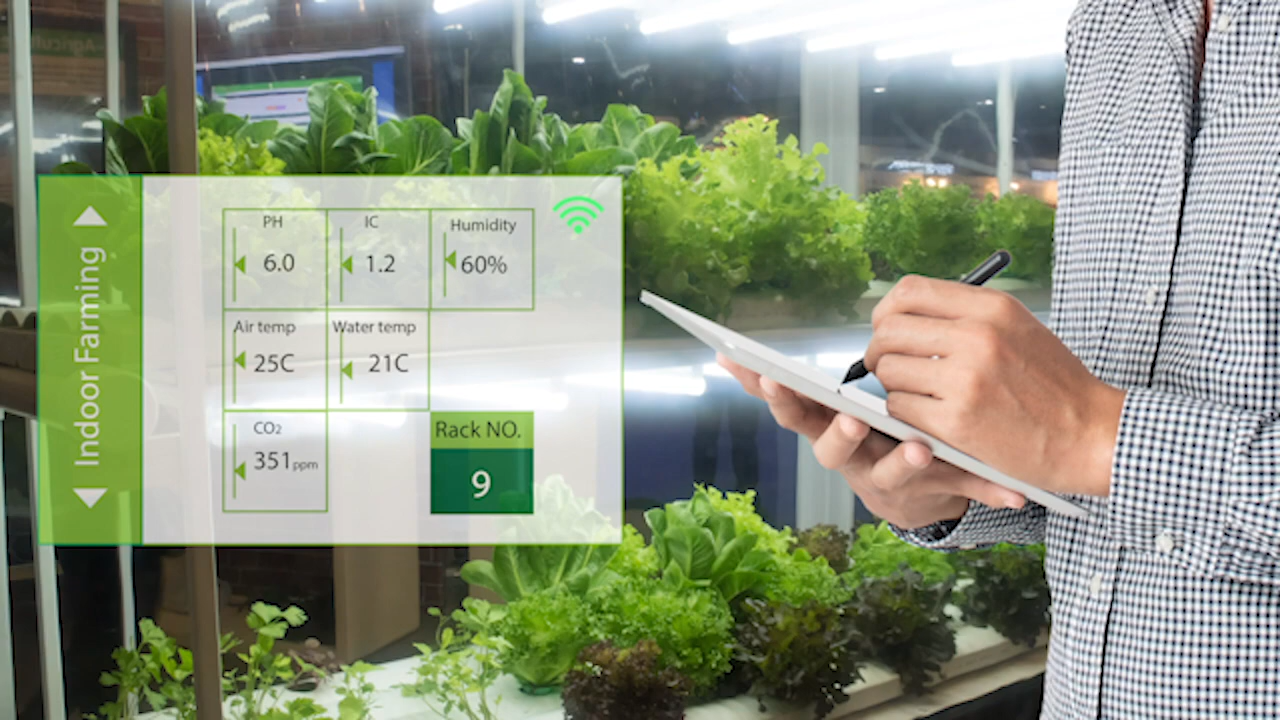 Indoor Farming
PH
IC
Humidity
6.0
1.2
60%
Air temp
Water temp
25C
21C
CO2
351ppm
Rack NO.
9